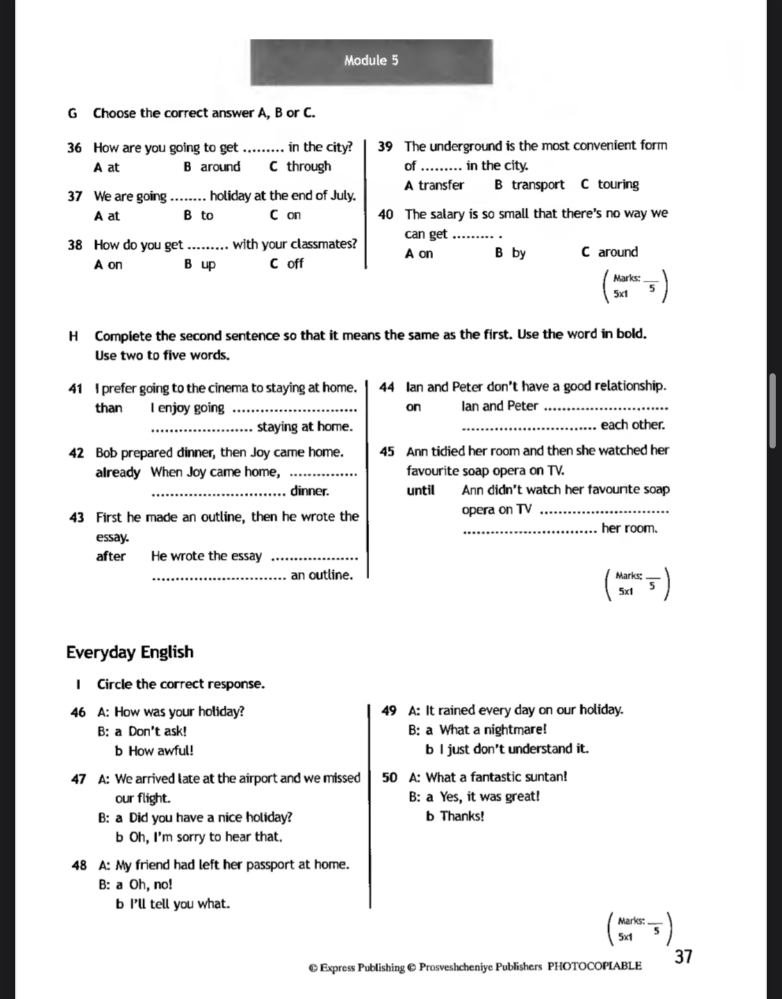 Module 5
G Choose the correct answer A, B or C.
36 How are you going to get ......... in the city?
A at B around C through
37 We are going ........ holiday at the end of July.
A at B to C on
38 How do you get ......... with your classmates?
A on B up C off
39 The underground is the most convenient form
of ......... in the city.
A transfer B transport C touring
40 The salary is so small that there's no way we
can get ......... .
A on B by C around
Marks: __
5x1 5
H Complete the second sentence so that it means the same as the first. Use the word in bold.
Use two to five words.
41 I prefer going to the cinema to staying at home.
than I enjoy going ...........................
...................... staying at home.
42 Bob prepared dinner, then Joy came home.
already When Joy came home, ...............
............................. dinner.
43 First he made an outline, then he wrote the
essay.
after He wrote the essay ...................
............................. an outline.
44 Ian and Peter don't have a good relationship.
on Ian and Peter ...........................
............................. each other.
45 Ann tidied her room and then she watched her
favourite soap opera on TV.
until Ann didn't watch her favourite soap
opera on TV ............................
............................. her room.
Marks: __
5x1 5
Everyday English
I Circle the correct response.
46 A: How was your holiday?
B: a Don't ask!
b How awful!
47 A: We arrived late at the airport and we missed
our flight.
B: a Did you have a nice holiday?
b Oh, I'm sorry to hear that.
48 A: My friend had left her passport at home.
B: a Oh, no!
b I'll tell you what.
49 A: It rained every day on our holiday.
B: a What a nightmare!
b I just don't understand it.
50 A: What a fantastic suntan!
B: a Yes, it was great!
b Thanks!
Marks: __
5x1 5
37
© Express Publishing © Prosveshcheniye Publishers PHOTOCOPIABLE